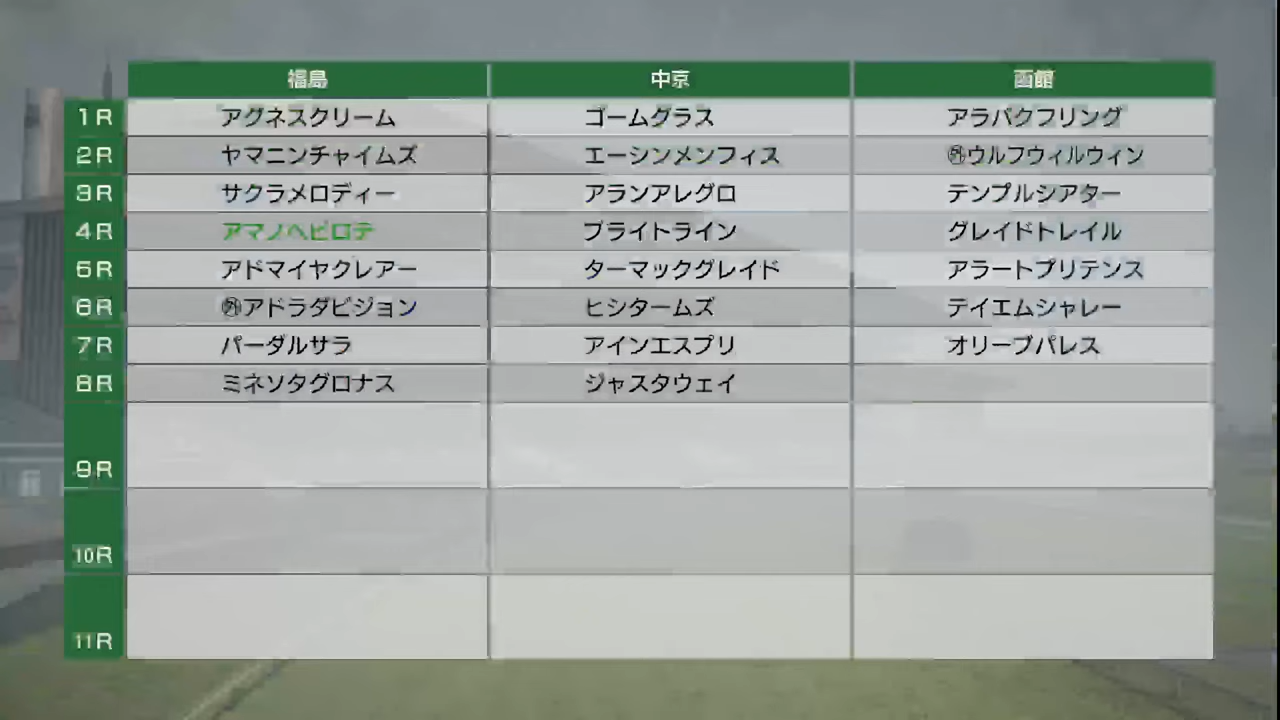 福島 中京 函館
1R アグネスクリーム ゴームグラス アラバクフリング
2R ヤマニンチャイムズ エーシンメンフィス ㊕ウルフウィルウィン
3R サクラメロディー アランアレグロ テンプルシアター
4R アマノヘビロテ ブライトライン グレイドトレイル
5R アドマイヤクレアー ターマックグレイド アラートプリテンス
6R アドラダビジョン ヒシタームズ テイエムシャレー
7R パーダルサラ アインエスプリ オリーブパレス
8R ミネソタグロナス ジャスタウェイ
9R
10R
11R